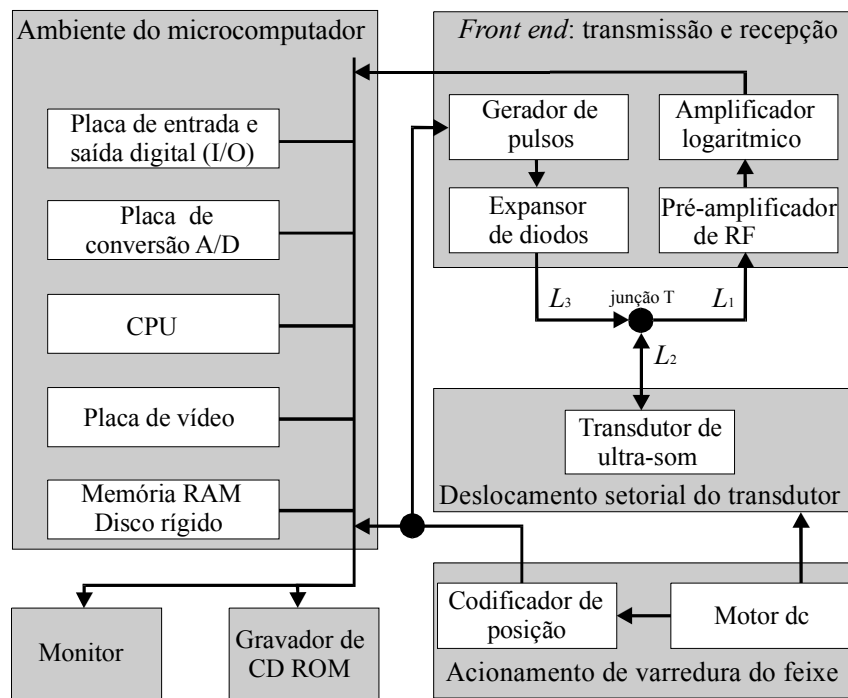 Ambiente do microcomputador
Placa de entrada e
saída digital (I/O)
Placa de
conversão A/D
CPU
Placa de vídeo
Memória RAM
Disco rígido
Monitor
Gravador de
CD ROM
Front end: transmissão e recepção
Gerador de
pulsos
Amplificador
logaritmico
Expansor
de diodos
Pré-amplificador
de RF
L3
junção T
L1
L2
Transdutor de
ultra-som
Deslocamento setorial do transdutor
Codificador de
posição
Motor dc
Acionamento de varredura do feixe